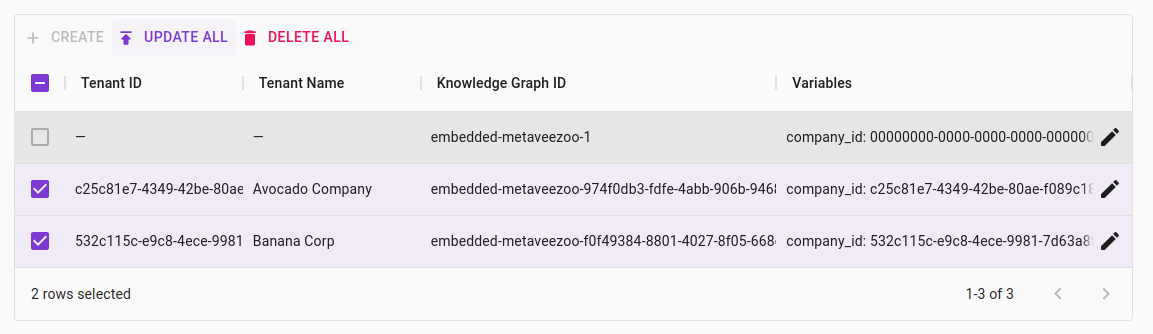 + CREATE UPDATE ALL DELETE ALL
Tenant ID Tenant Name Knowledge Graph ID Variables
— — embedded-metaveezoo-1 company_id: 00000000-0000-0000-0000-000000
c25c81e7-4349-42be-80ae Avocado Company embedded-metaveezoo-974f0db3-fdfe-4abb-906b-946 company_id: c25c81e7-4349-42be-80ae-f089c18
532c115c-e9c8-4ece-9981 Banana Corp embedded-metaveezoo-f0f49384-8801-4027-8f05-668 company_id: 532c115c-e9c8-4ece-9981-7d63a8
2 rows selected 1-3 of 3